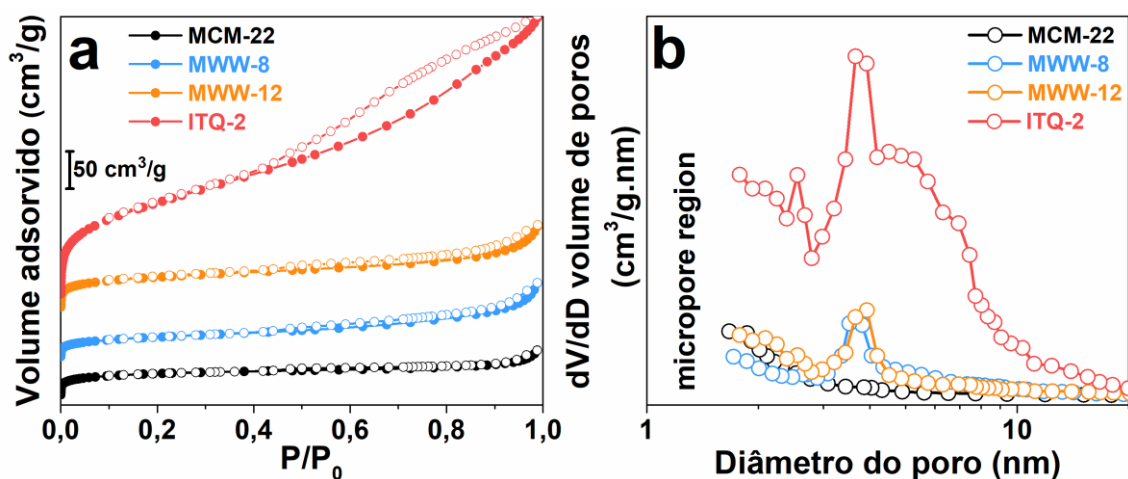 a
MCM-22
MWW-8
MWW-12
ITQ-2
50 cm³/g
Volume adsorvido (cm³/g)
0,0 0,2 0,4 0,6 0,8 1,0
P/P₀
b
MCM-22
MWW-8
MWW-12
ITQ-2
dV/dD volume de poros
(cm³/g.nm)
micropore region
1 10
Diâmetro do poro (nm)